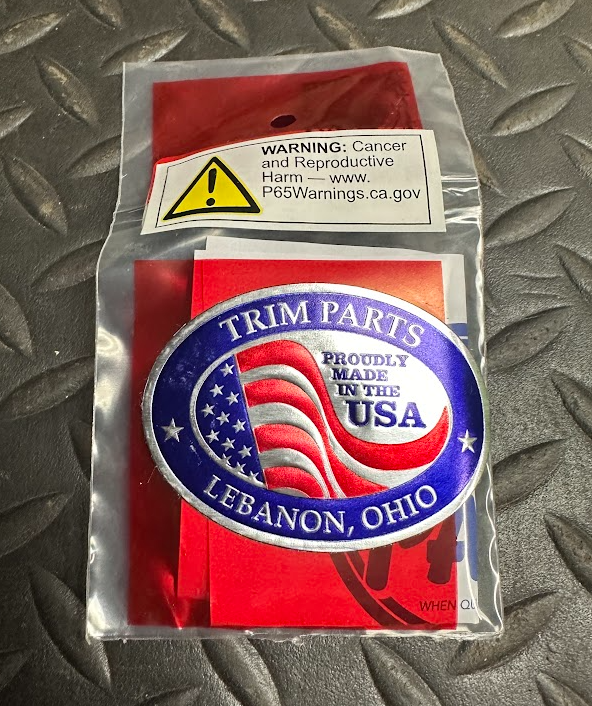 WARNING: Cancer
and Reproductive
Harm — www.
P65Warnings.ca.gov
TRIM PARTS
PROUDLY
MADE
IN THE
USA
LEBANON, OHIO
WHEN